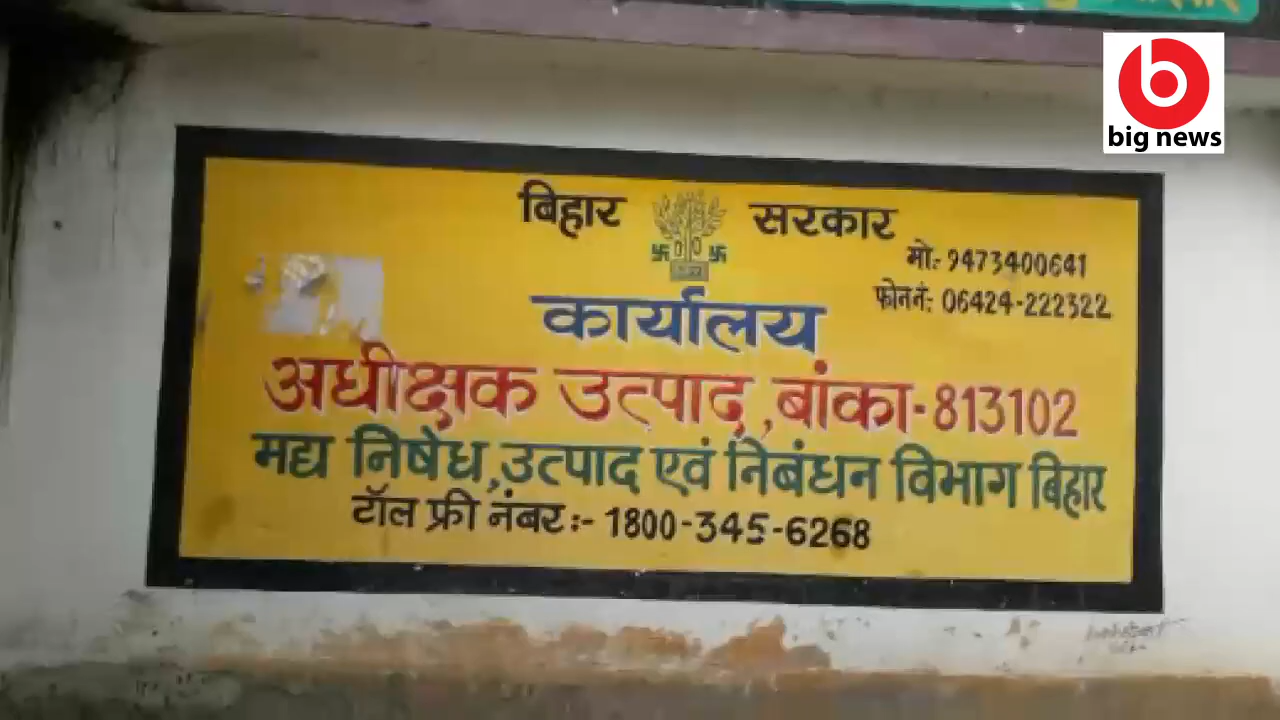 b
big news
बिहार सरकार
मो:- 9473400641
फोन नं: 06424-222322
कार्यालय
अधीक्षक उत्पाद, बांका-813102
मद्य निषेध, उत्पाद एवं निबंधन विभाग बिहार
टॉल फ्री नंबर :- 1800-345-6268